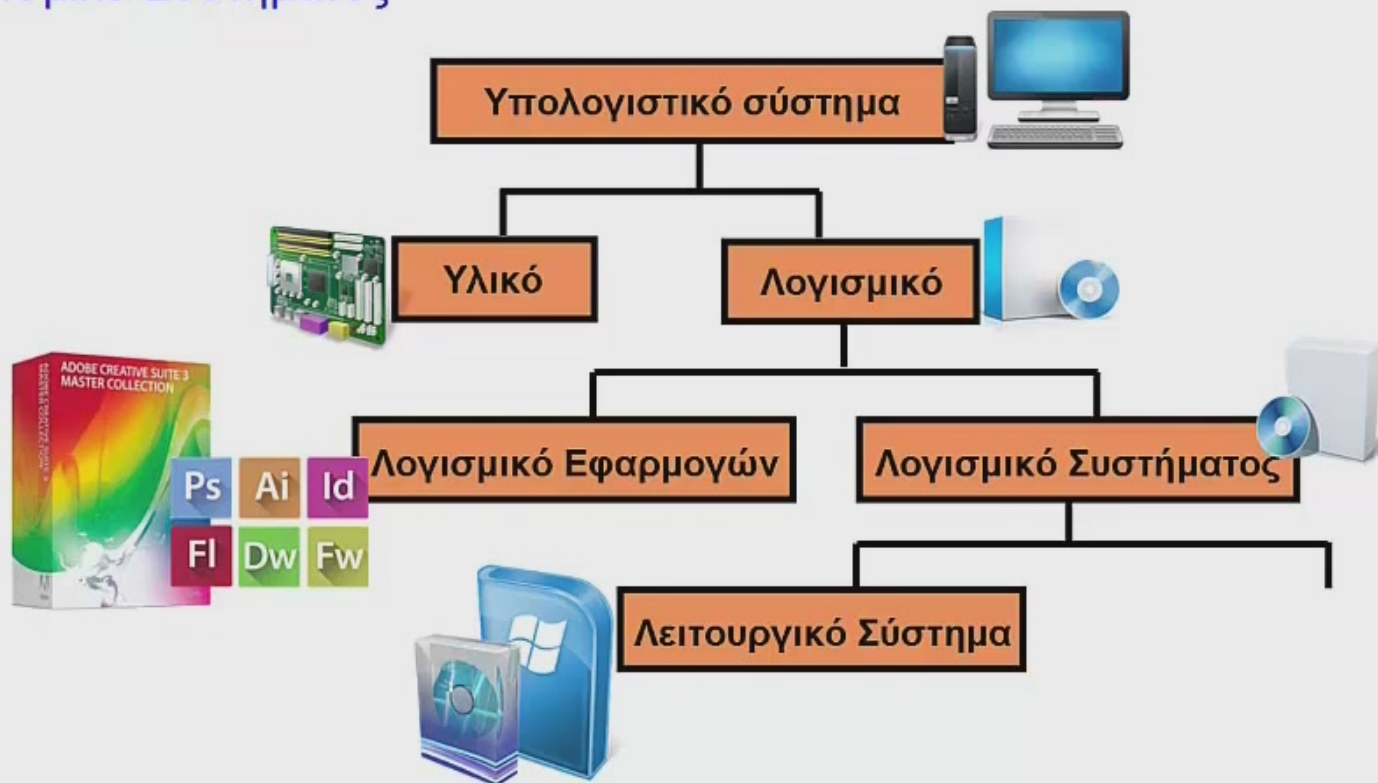 Υπολογιστικό σύστημα
Υλικό
Λογισμικό
ADOBE CREATIVE SUITE 3
MASTER COLLECTION
Λογισμικό Εφαρμογών
Λογισμικό Συστήματος
Ps Ai Id
Fl Dw Fw
Λειτουργικό Σύστημα